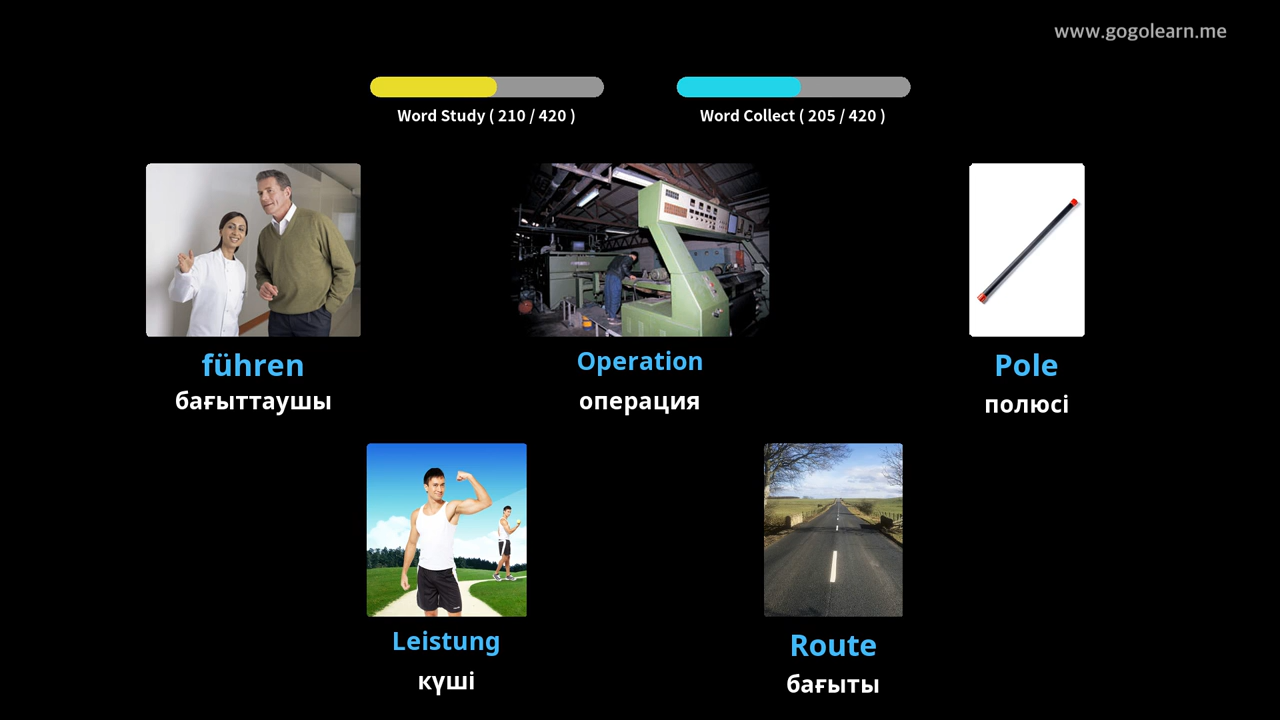 www.gogolearn.me
Word Study ( 210 / 420 )
Word Collect ( 205 / 420 )
führen
бағыттаушы
Operation
операция
Pole
полюсі
Leistung
күші
Route
бағыты